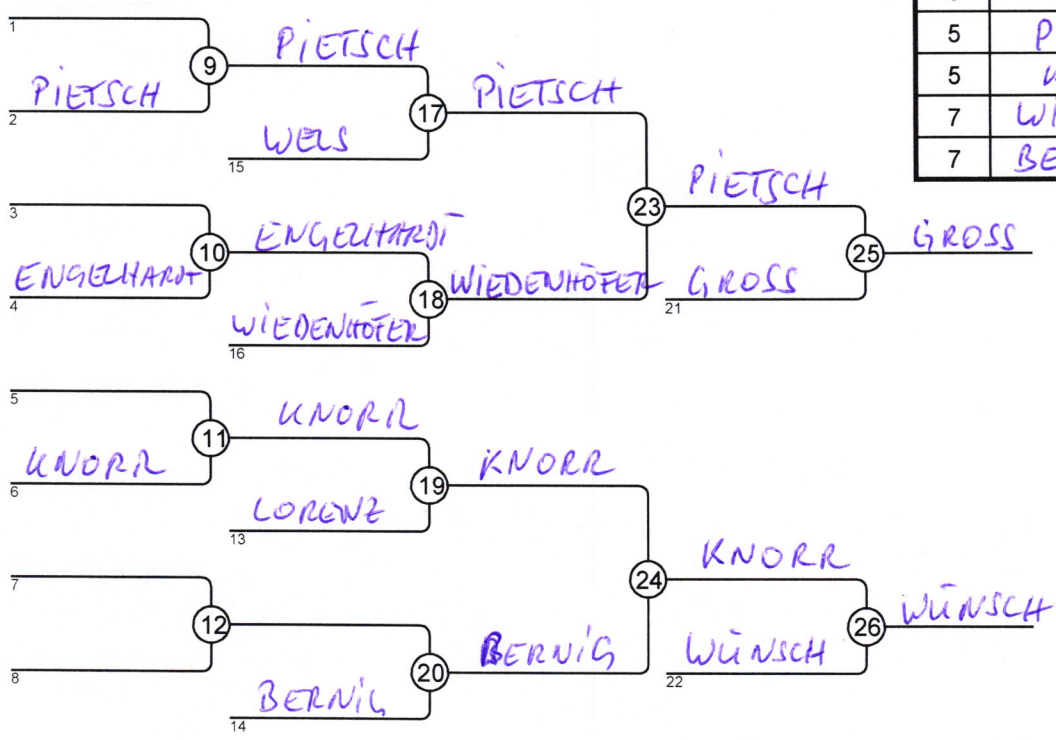 1
9
PIETSCH
PIETSCH
2
17
PIETSCH
WELS
15
5 P
5
7 WI
7 BE
3
10
ENGELHARDT
ENGELHARDT
4
18
WIEDENHÖFER
WIEDENHÖFER
16
23
PIETSCH
GROSS
21
25
GROSS
5
11
KNORR
KNORR
6
19
KNORR
LORENZ
13
7
12
8
20
BERNIG
BERNIG
14
24
KNORR
WÜNSCH
22
26
WÜNSCH